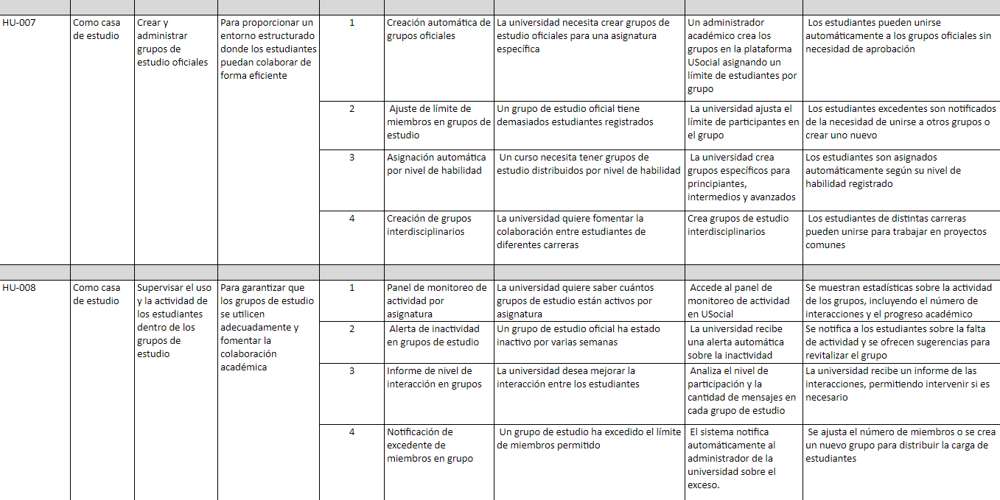 HU-007
Como casa
de estudio
Crear y
administrar
grupos de
estudio oficiales
Para proporcionar un
entorno estructurado
donde los estudiantes
puedan colaborar de
forma eficiente
1
Creación automática de
grupos oficiales
La universidad necesita crear grupos de
estudio oficiales para una asignatura
específica
Un administrador
académico crea los
grupos en la plataforma
USocial asignando un
límite de estudiantes por
grupo
Los estudiantes pueden unirse
automáticamente a los grupos oficiales sin
necesidad de aprobación
2
Ajuste de límite de
miembros en grupos de
estudio
Un grupo de estudio oficial tiene
demasiados estudiantes registrados
La universidad ajusta el
límite de participantes en
el grupo
Los estudiantes excedentes son notificados
de la necesidad de unirse a otros grupos o
crear uno nuevo
3
Asignación automática
por nivel de habilidad
Un curso necesita tener grupos de
estudio distribuidos por nivel de habilidad
La universidad crea
grupos específicos para
principiantes,
intermedios y avanzados
Los estudiantes son asignados
automáticamente según su nivel de
habilidad registrado
4
Creación de grupos
interdisciplinarios
La universidad quiere fomentar la
colaboración entre estudiantes de
diferentes carreras
Crea grupos de estudio
interdisciplinarios
Los estudiantes de distintas carreras
pueden unirse para trabajar en proyectos
comunes
HU-008
Como casa
de estudio
Supervisar el uso
y la actividad de
los estudiantes
dentro de los
grupos de
estudio
Para garantizar que
los grupos de estudio
se utilicen
adecuadamente y
fomentar la
colaboración
académica
1
Panel de monitoreo de
actividad por
asignatura
La universidad quiere saber cuántos
grupos de estudio están activos por
asignatura
Accede al panel de
monitoreo de actividad
en USocial
Se muestran estadísticas sobre la actividad
de los grupos, incluyendo el número de
interacciones y el progreso académico
2
Alerta de inactividad
en grupos de estudio
Un grupo de estudio oficial ha estado
inactivo por varias semanas
La universidad recibe
una alerta automática
sobre la inactividad
Se notifica a los estudiantes sobre la falta
de actividad y se ofrecen sugerencias para
revitalizar el grupo
3
Informe de nivel de
interacción en grupos
La universidad desea mejorar la
interacción entre los estudiantes
Analiza el nivel de
participación y la
cantidad de mensajes en
cada grupo de estudio
La universidad recibe un informe de las
interacciones, permitiendo intervenir si es
necesario
4
Notificación de
excedente de
miembros en grupo
Un grupo de estudio ha excedido el límite
de miembros permitido
El sistema notifica
automáticamente al
administrador de la
universidad sobre el
exceso.
Se ajusta el número de miembros o se crea
un nuevo grupo para distribuir la carga de
estudiantes